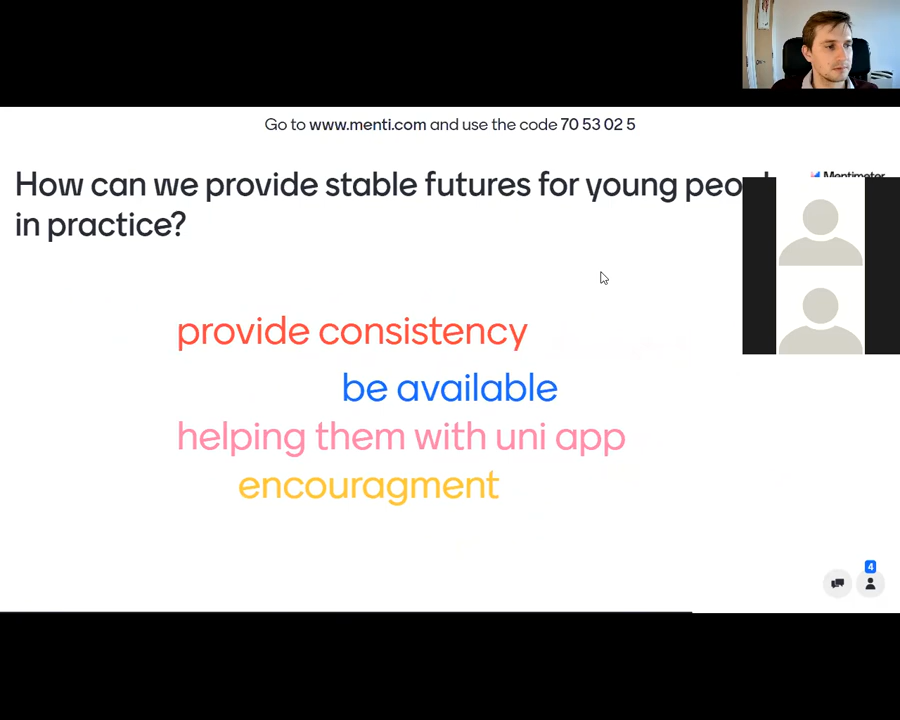 Go to www.menti.com and use the code 70 53 02 5
How can we provide stable futures for young
in practice?
Mentimeter
provide consistency
be available
helping them with uni app
encouragment
4